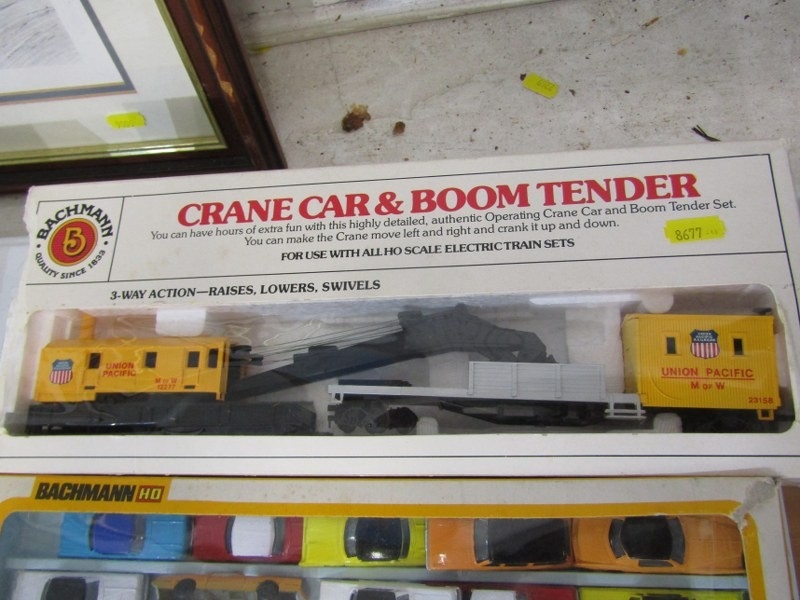 BACHMANN
B
QUALITY SINCE 1833
CRANE CAR & BOOM TENDER
You can have hours of extra fun with this highly detailed, authentic Operating Crane Car and Boom Tender Set.
You can make the Crane move left and right and crank it up and down.
FOR USE WITH ALL HO SCALE ELECTRIC TRAIN SETS
8677
3-WAY ACTION—RAISES, LOWERS, SWIVELS
UNION
PACIFIC
M OF W
UNION PACIFIC
M OF W
BACHMANN HO